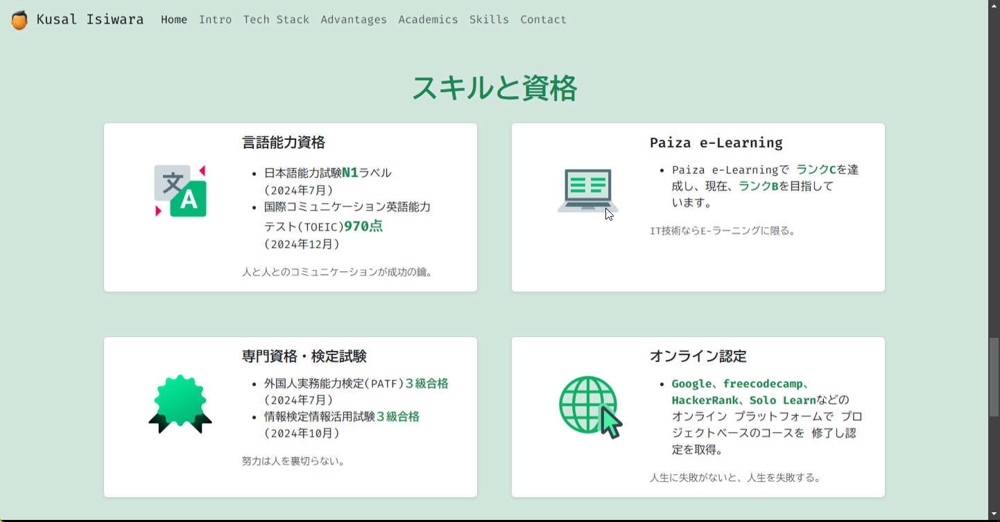 Kusal Isiwara Home Intro Tech Stack Advantages Academics Skills Contact
スキルと資格
言語能力資格
日本語能力試験N1ラベル
(2024年7月)
国際コミュニケーション英語能力
テスト(TOEIC)970点
(2024年12月)
人と人とのコミュニケーションが成功の鑰。
文
A
Paiza e-Learning
Paiza e-Learningで ランクCを達
成し、現在、ランクBを目指して
います。
IT技術ならE-ラーニングに限る。
専門資格・検定試験
外国人実務能力検定(PATF)３級合格
(2024年7月)
情報検定情報活用試験３級合格
(2024年10月)
努力は人を裏切らない。
オンライン認定
Google、freecodecamp、
HackerRank、Solo Learnなどの
オンライン プラットフォームで プロ
ジェクトベースのコースを 修了し認
定を取得。
人生に失敗がないと、人生を失敗する。